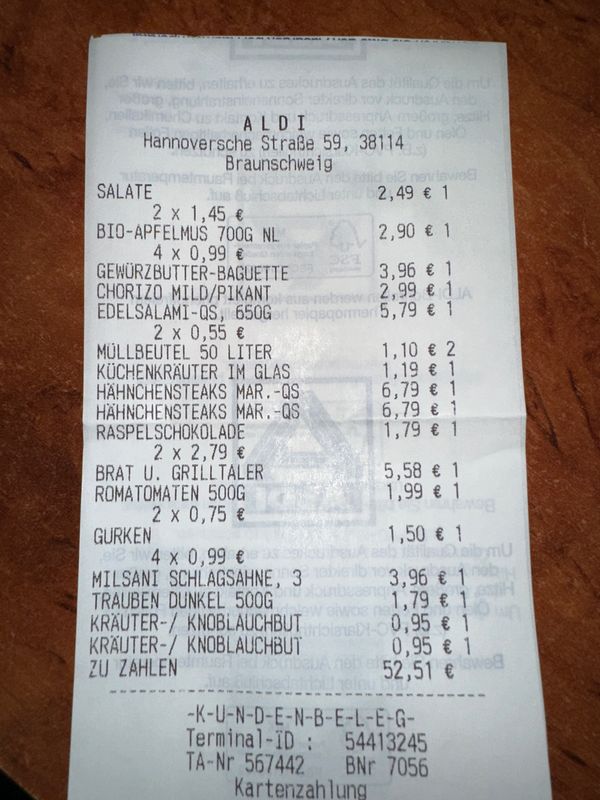 ALDI
Hannoversche Straße 59, 38114
Braunschweig
SALATE 2,49 € 1
2 x 1,45 €
BIO-APFELMUS 700G NL 2,90 € 1
4 x 0,99 €
GEWÜRZBUTTER-BAGUETTE 3,96 € 1
CHORIZO MILD/PIKANT 2,99 € 1
EDELSALAMI-QS, 650G 5,79 € 1
2 x 0,55 €
MÜLLBEUTEL 50 LITER 1,10 € 2
KÜCHENKRÄUTER IM GLAS 1,19 € 1
HÄHNCHENSTEAKS MAR.-QS 6,79 € 1
HÄHNCHENSTEAKS MAR.-QS 6,79 € 1
RASPELSCHOKOLADE 1,79 € 1
2 x 2,79 €
BRAT U. GRILLTALER 5,58 € 1
ROMATOMATEN 500G 1,99 € 1
2 x 0,75 €
GURKEN 1,50 € 1
4 x 0,99 €
MILSANI SCHLAGSAHNE, 3 3,96 € 1
TRAUBEN DUNKEL 500G 1,79 € 1
KRÄUTER-/ KNOBLAUCHBUT 0,95 € 1
KRÄUTER-/ KNOBLAUCHBUT 0,95 € 1
ZU ZAHLEN 52,51 €
-K-U-N-D-E-N-B-E-L-E-G-
Terminal-ID : 54413245
TA-Nr 567442 BNr 7056
Kartenzahlung